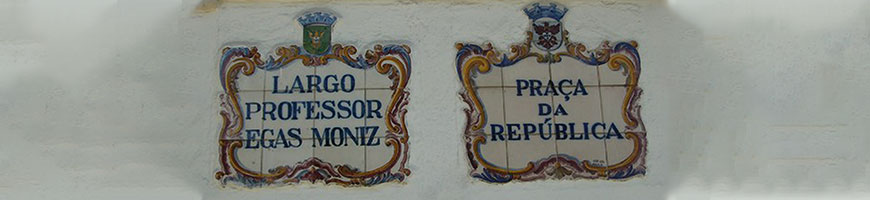 LARGO
PROFESSOR
EGAS MONIZ
PRAÇA
DA
REPÚBLICA